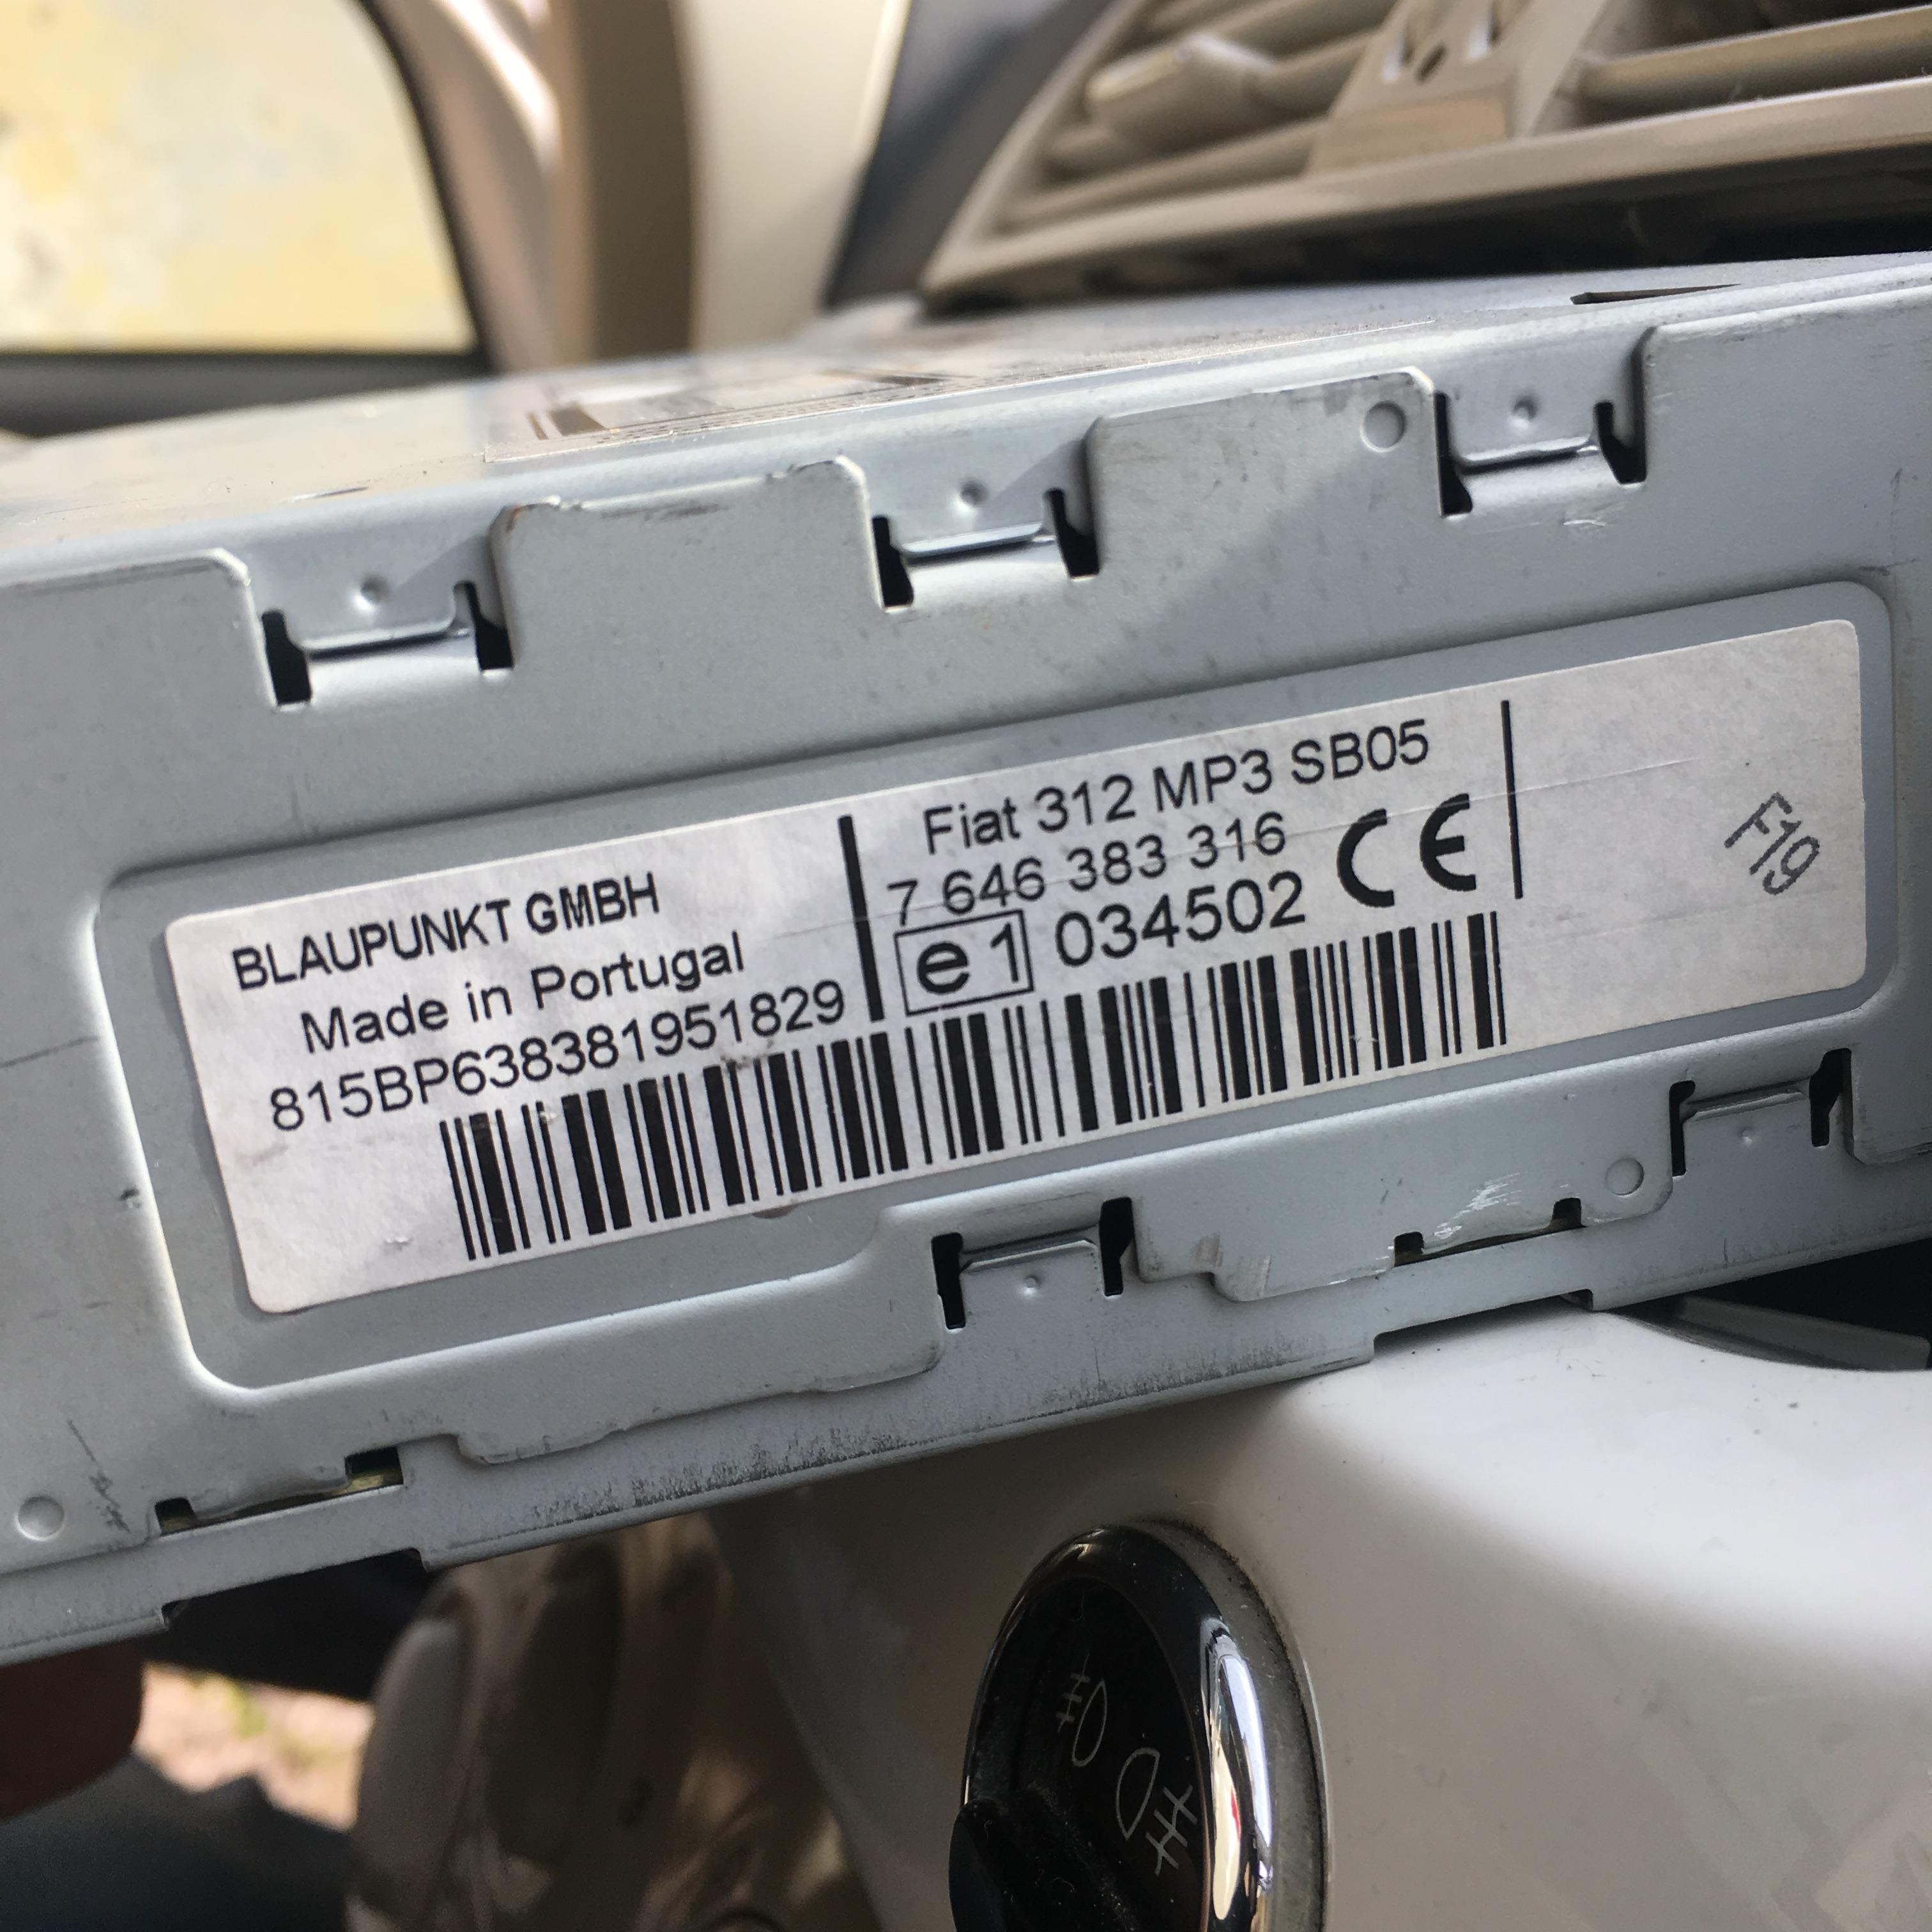 BLAUPUNKT GMBH
Made in Portugal
815BP638381951829
Fiat 312 MP3 SB05
7 646 383 316
e1 034502 CE
F19